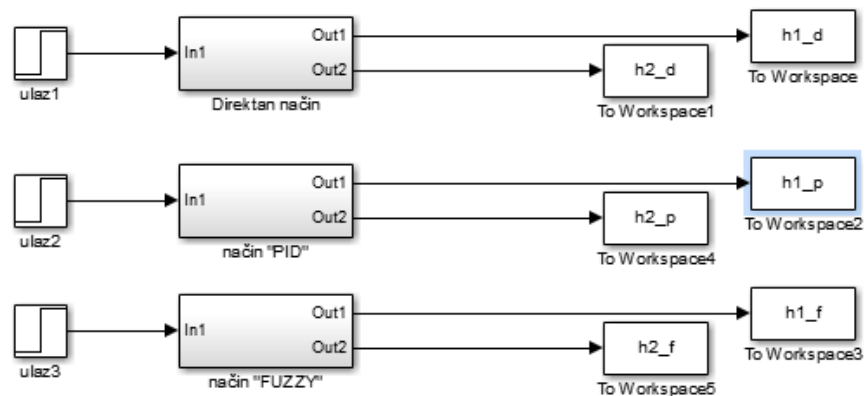 Out1
h1_d
In1
Out2
h2_d
To Workspace
ulaz1
Direktan način
To Workspace1
Out1
h1_p
In1
Out2
h2_p
To Workspace2
ulaz2
način "PID"
To Workspace4
Out1
h1_f
In1
Out2
h2_f
To Workspace3
ulaz3
način "FUZZY"
To Workspace5